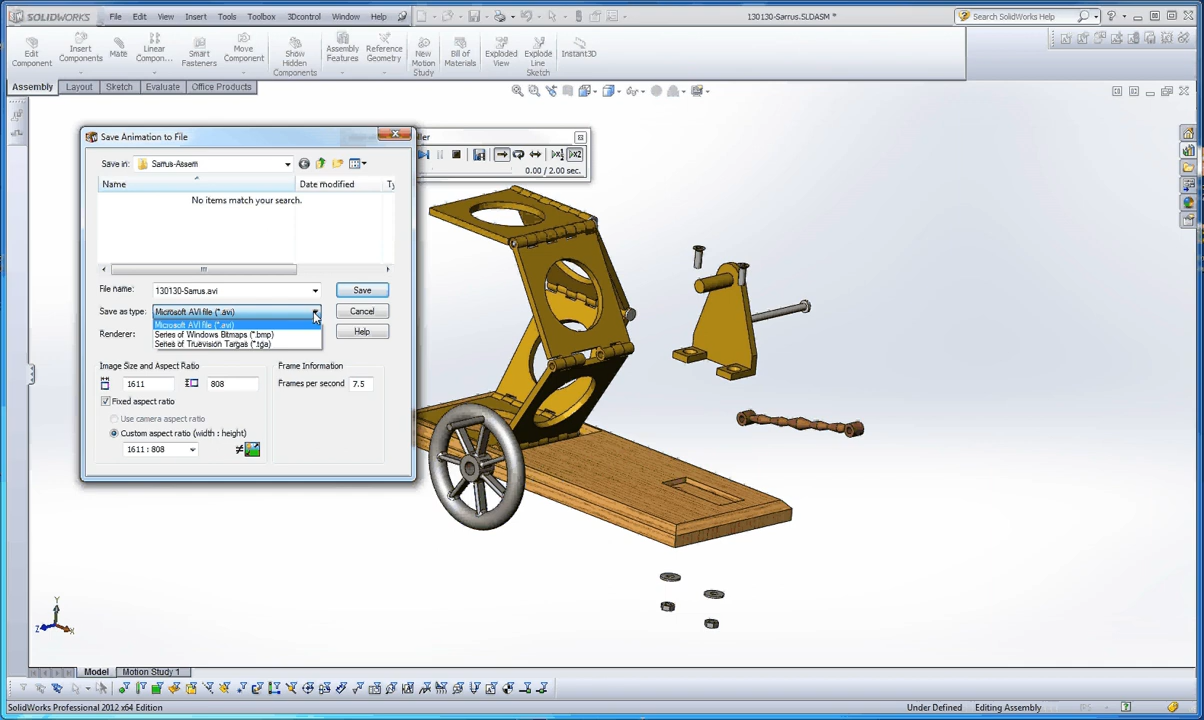 SOLIDWORKS File Edit View Insert Tools Toolbox 3Dcontrol Window Help 130130-Sarrus.SLDASM * Search SolidWorks Help
Edit Component
Insert Components
Mate
Linear Compon...
Smart Fasteners
Move Component
Show Hidden Components
Assembly Features
Reference Geometry
New Motion Study
Bill of Materials
Exploded View
Explode Line Sketch
Instant3D
Assembly Layout Sketch Evaluate Office Products
Save Animation to File
ller
Save in: Sarrus-Assem
0.00 / 2.00 sec.
Name Date modified Ty
No items match your search.
File name: 130130-Sarrus.avi Save
Save as type: Microsoft AVI file (*.avi) Cancel
Microsoft AVI file (*.avi)
Renderer: Series of Windows Bitmaps (*.bmp) Help
Series of Truevision Targas (*.tga)
Image Size and Aspect Ratio Frame Information
1611 808 Frames per second 7.5
Fixed aspect ratio
Use camera aspect ratio
Custom aspect ratio (width : height)
1611 : 808
Y
Z X
Model Motion Study 1
SolidWorks Professional 2012 x64 Edition Under Defined Editing Assembly